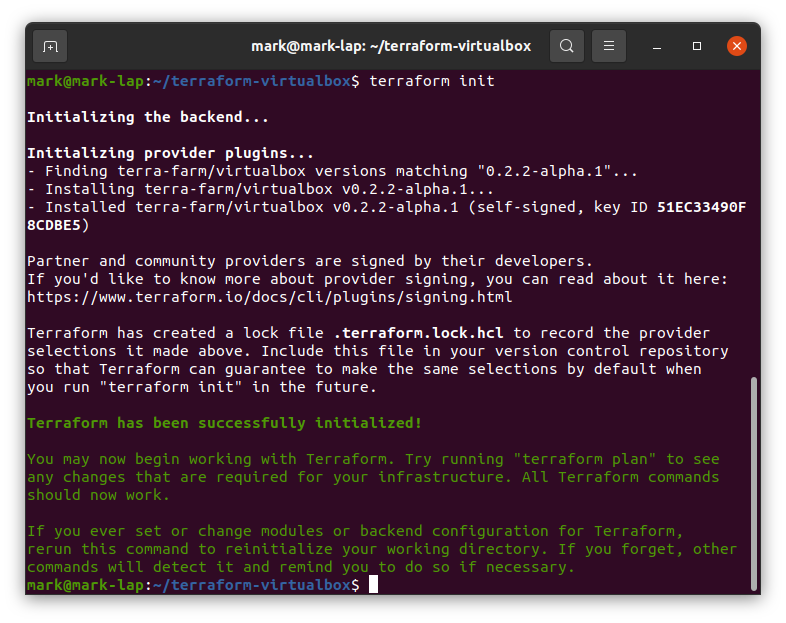 mark@mark-lap: ~/terraform-virtualbox
mark@mark-lap:~/terraform-virtualbox$ terraform init
Initializing the backend...
Initializing provider plugins...
- Finding terra-farm/virtualbox versions matching "0.2.2-alpha.1"...
- Installing terra-farm/virtualbox v0.2.2-alpha.1...
- Installed terra-farm/virtualbox v0.2.2-alpha.1 (self-signed, key ID 51EC33490F
8CDBE5)
Partner and community providers are signed by their developers.
If you'd like to know more about provider signing, you can read about it here:
https://www.terraform.io/docs/cli/plugins/signing.html
Terraform has created a lock file .terraform.lock.hcl to record the provider
selections it made above. Include this file in your version control repository
so that Terraform can guarantee to make the same selections by default when
you run "terraform init" in the future.
Terraform has been successfully initialized!
You may now begin working with Terraform. Try running "terraform plan" to see
any changes that are required for your infrastructure. All Terraform commands
should now work.
If you ever set or change modules or backend configuration for Terraform,
rerun this command to reinitialize your working directory. If you forget, other
commands will detect it and remind you to do so if necessary.
mark@mark-lap:~/terraform-virtualbox$